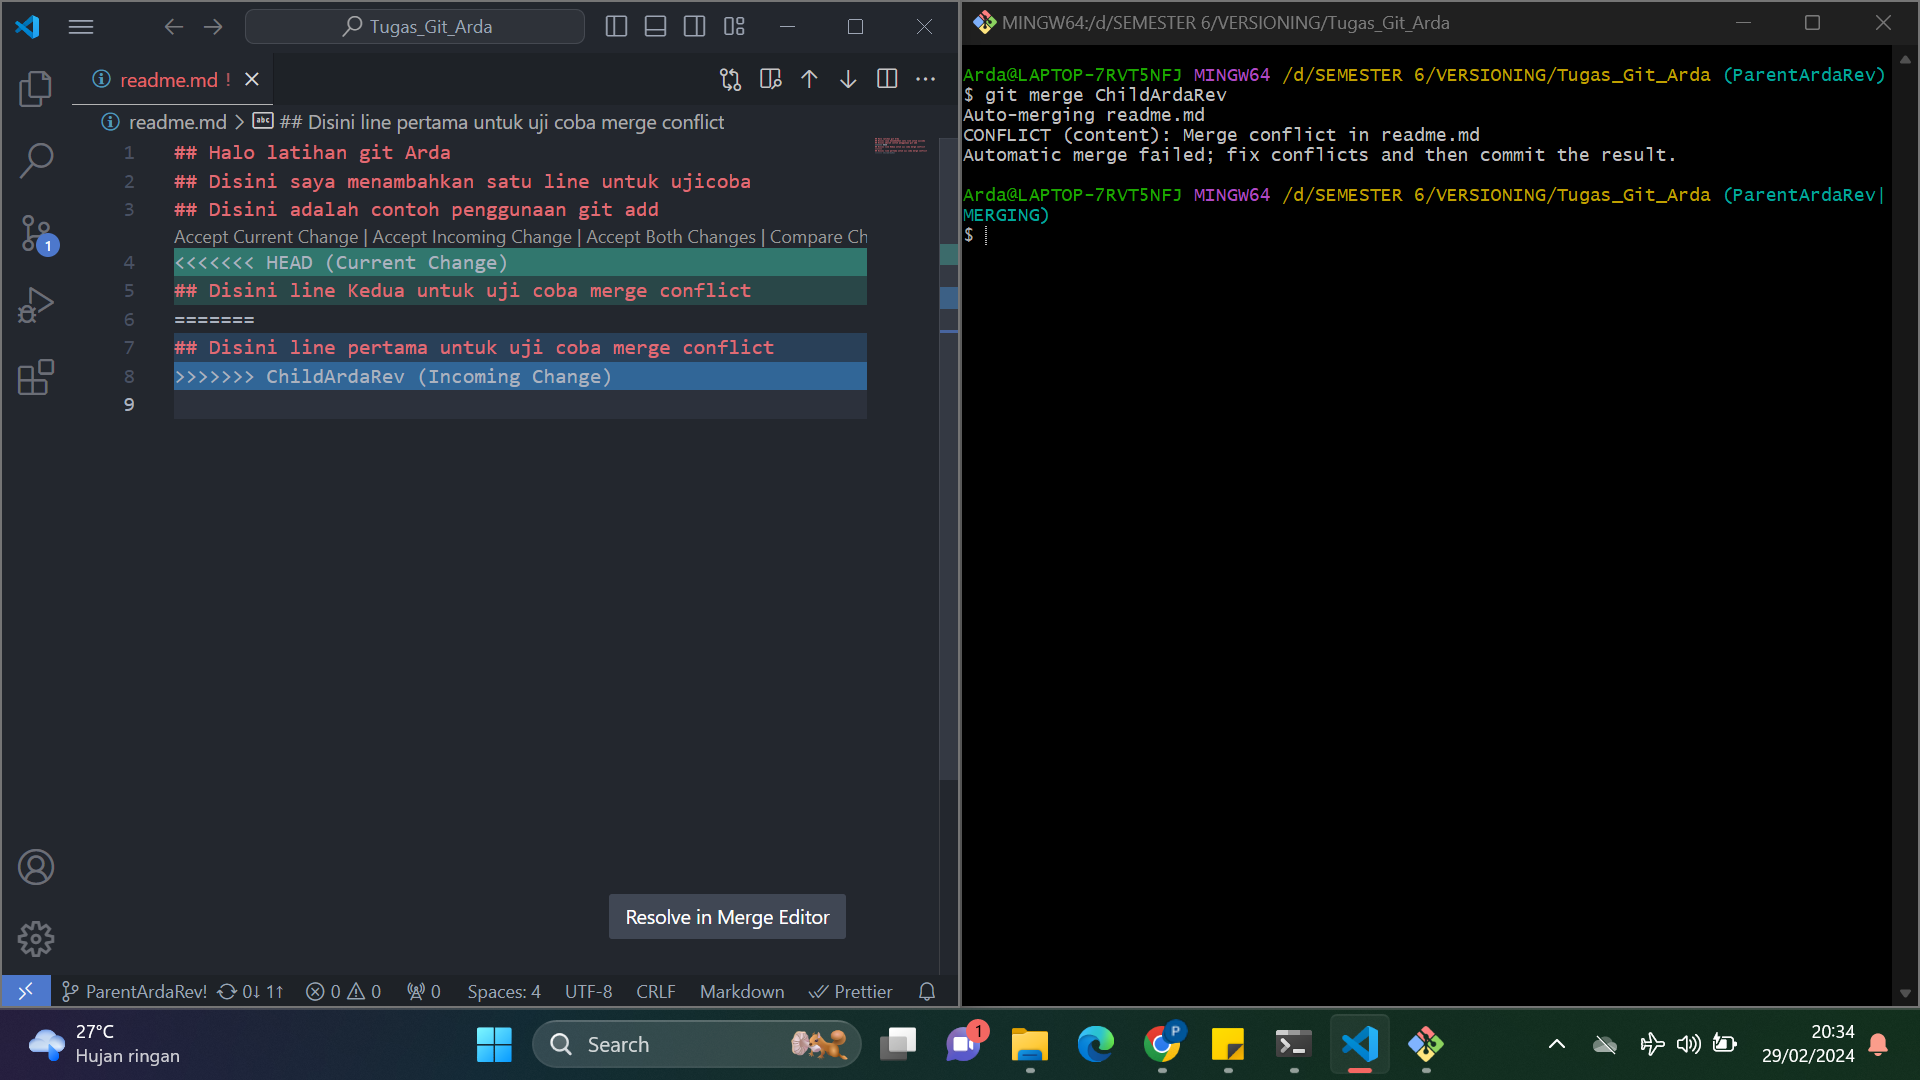 Tugas_Git_Arda
readme.md !
readme.md > ## Disini line pertama untuk uji coba merge conflict
1 ## Halo latihan git Arda
2 ## Disini saya menambahkan satu line untuk ujicoba
3 ## Disini adalah contoh penggunaan git add
Accept Current Change | Accept Incoming Change | Accept Both Changes | Compare Ch
4 <<<<<<< HEAD (Current Change)
5 ## Disini line Kedua untuk uji coba merge conflict
6 =======
7 ## Disini line pertama untuk uji coba merge conflict
8 >>>>>>> ChildArdaRev (Incoming Change)
9
1
Resolve in Merge Editor
ParentArdaRev! 0↓ 1↑ 0 0 0 Spaces: 4 UTF-8 CRLF Markdown Prettier
MINGW64:/d/SEMESTER 6/VERSIONING/Tugas_Git_Arda
Arda@LAPTOP-7RVT5NFJ MINGW64 /d/SEMESTER 6/VERSIONING/Tugas_Git_Arda (ParentArdaRev)
$ git merge ChildArdaRev
Auto-merging readme.md
CONFLICT (content): Merge conflict in readme.md
Automatic merge failed; fix conflicts and then commit the result.
Arda@LAPTOP-7RVT5NFJ MINGW64 /d/SEMESTER 6/VERSIONING/Tugas_Git_Arda (ParentArdaRev|
MERGING)
$
27°C
Hujan ringan
Search
1
P
20:34
29/02/2024